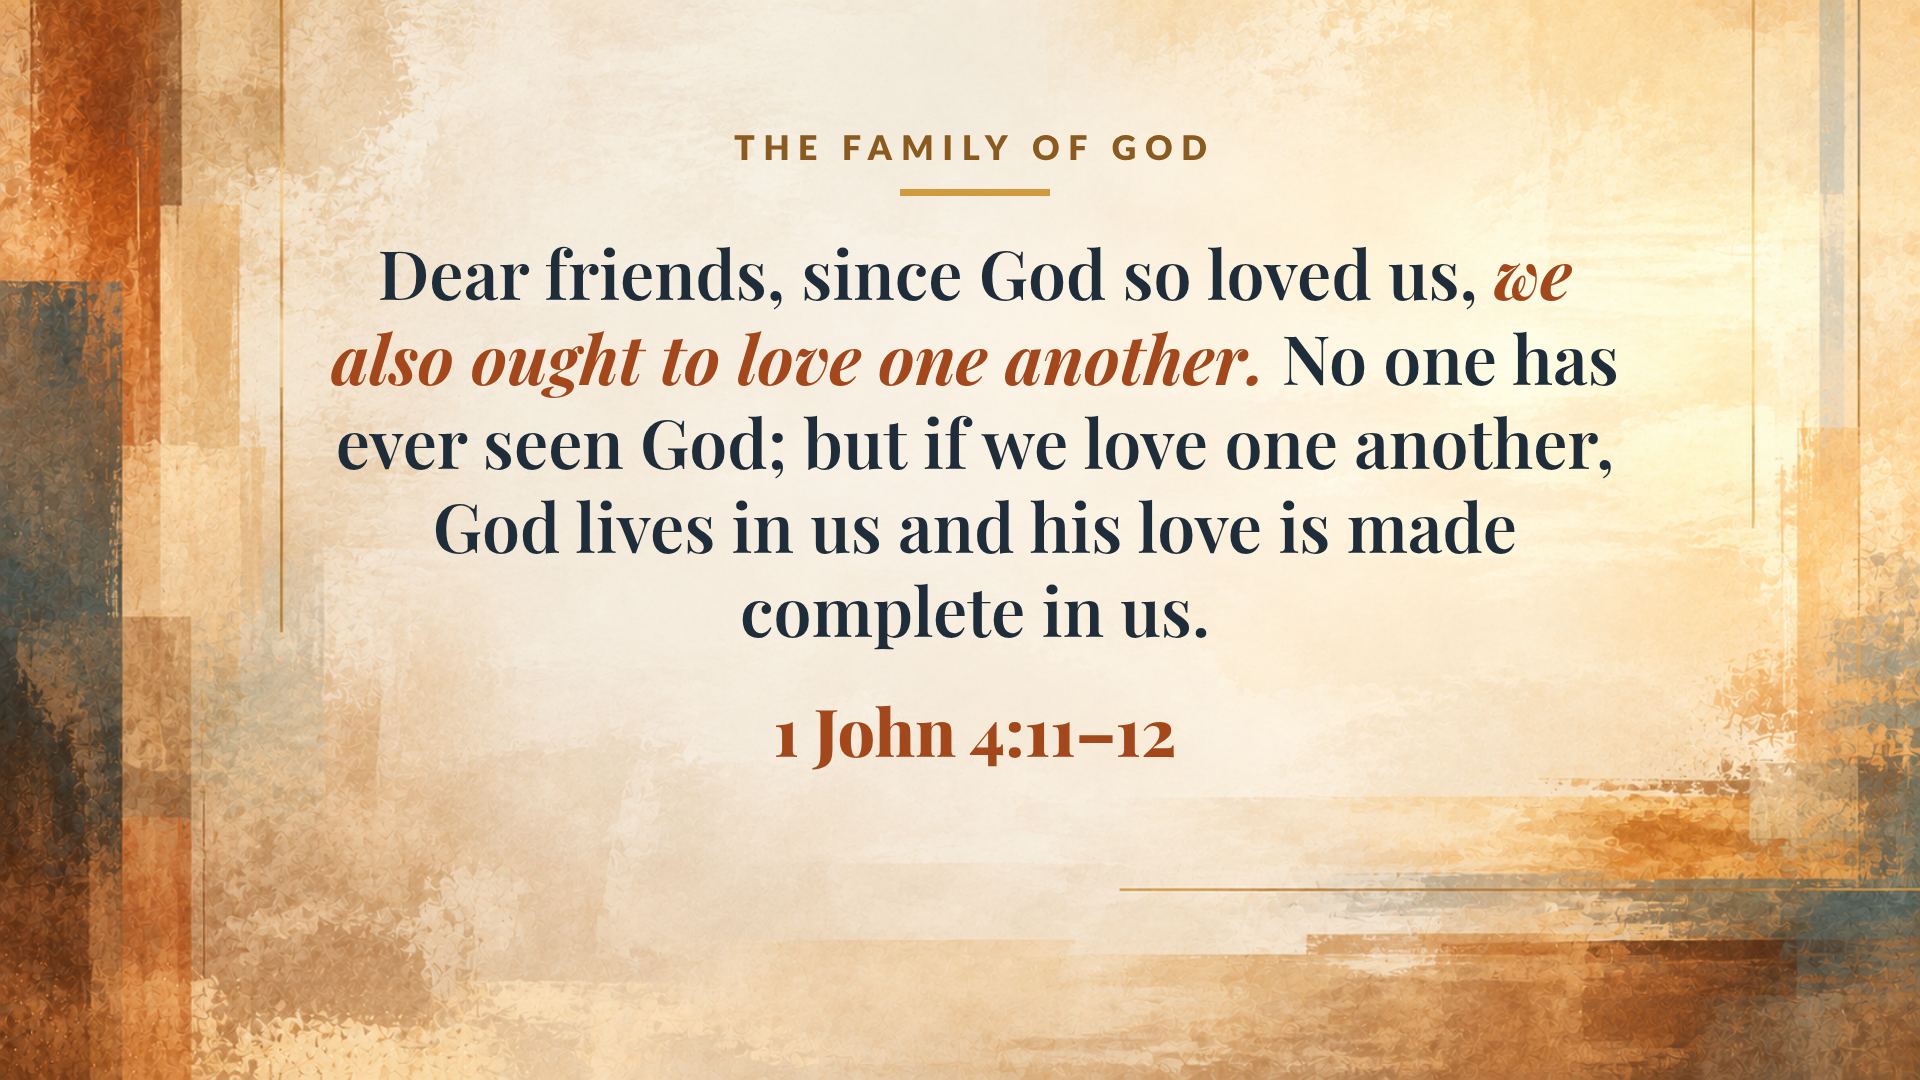 THE FAMILY OF GOD
Dear friends, since God so loved us, we
also ought to love one another. No one has
ever seen God; but if we love one another,
God lives in us and his love is made
complete in us.
1 John 4:11–12